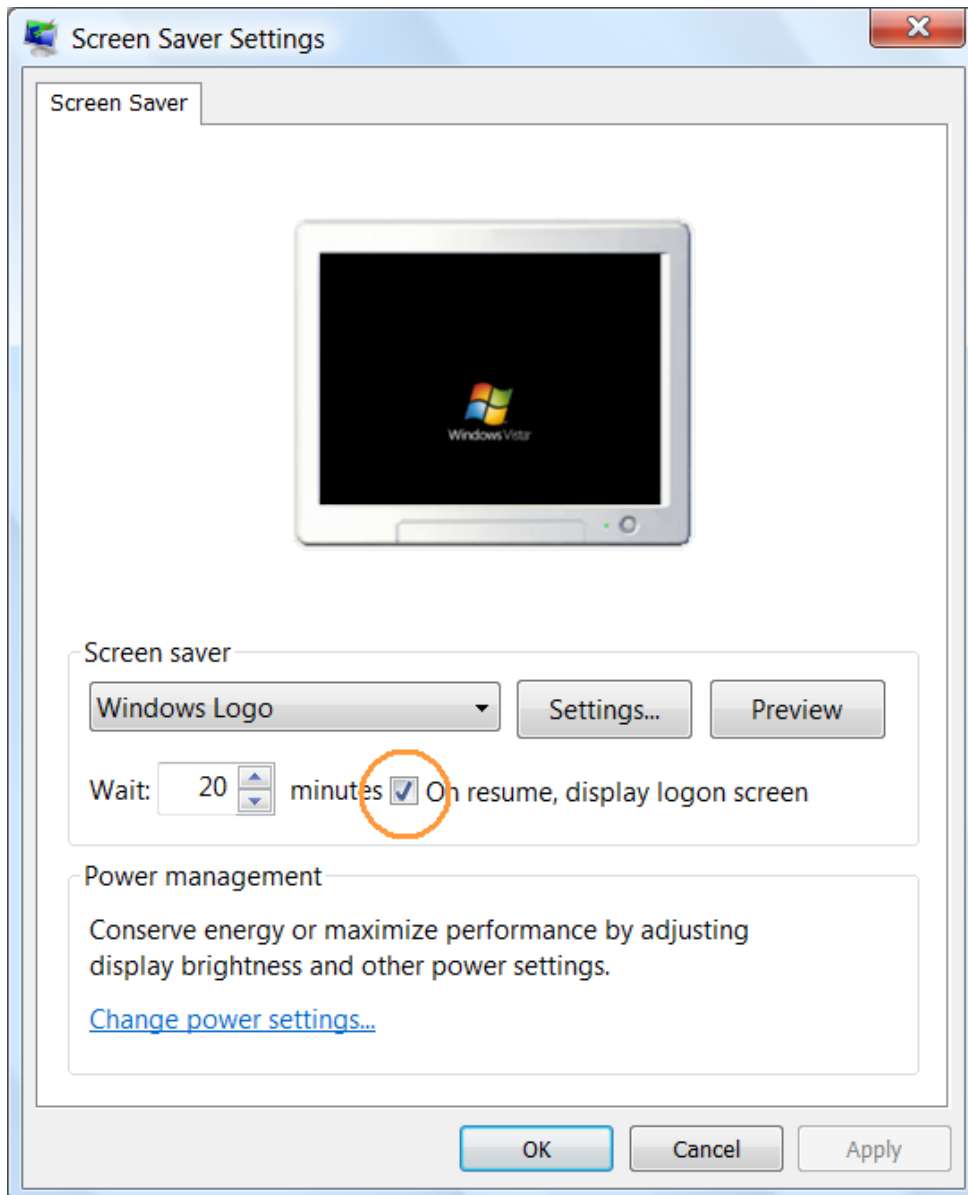 Screen Saver Settings
Screen Saver
Windows Vista
Screen saver
Windows Logo
Settings...
Preview
Wait: 20 minutes On resume, display logon screen
Power management
Conserve energy or maximize performance by adjusting
display brightness and other power settings.
Change power settings...
OK
Cancel
Apply